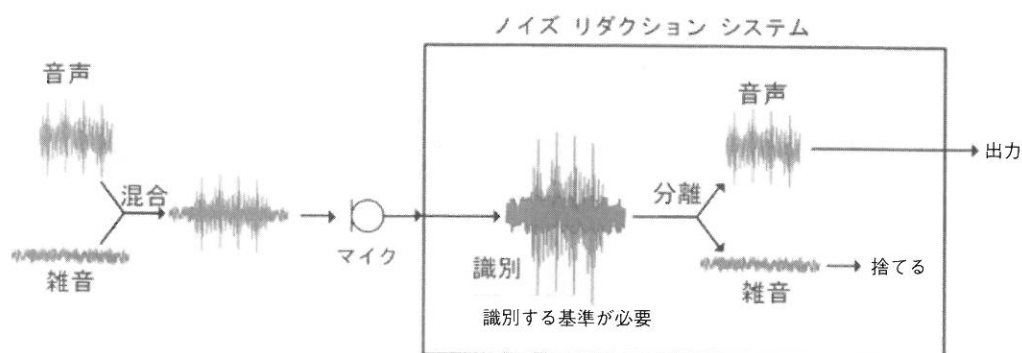 ノイズ リダクション システム
音声
音声
出力
混合
分離
マイク
雑音
識別
捨てる
雑音
識別する基準が必要